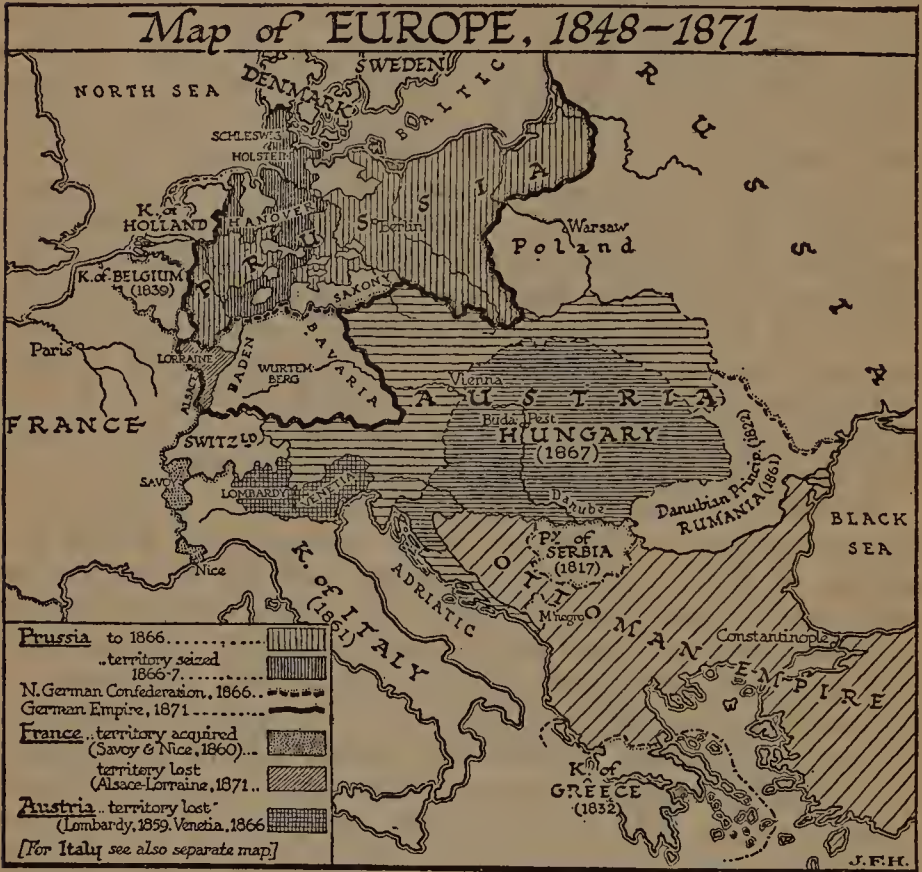 Map of EUROPE, 1848–1871
NORTH SEA
DENMARK
SWEDEN
BALTIC
RUSSIA
SCHLESWIG
HOLSTEIN
K. of
HOLLAND
HANOVER
PRUSSIA
Berlin
Warsaw
Poland
K. of BELGIUM
(1839)
SAXONY
Paris
LORRAINE
ALSACE
BADEN
WURTEM
BERG
BAVARIA
FRANCE
Vienna
AUSTRIA
Buda Pest
HUNGARY
(1867)
SWITZLD
SAVOY
LOMBARDY
VENETIA
Danube
Danubian Princip. (1822)
RUMANIA (1861)
BLACK
SEA
Nice
K. of ITALY
(1861)
ADRIATIC
Py. of
SERBIA
(1817)
M'negro
OTTOMAN EMPIRE
Constantinople
K. of
GREECE
(1832)
Prussia to 1866
..territory seized
1866-7
N. German Confederation, 1866..
German Empire, 1871
France..territory acquired
(Savoy & Nice, 1860)...
territory lost
(Alsace-Lorraine, 1871..
Austria..territory lost
(Lombardy, 1859. Venetia, 1866
[For Italy see also separate map]
J.F.H.